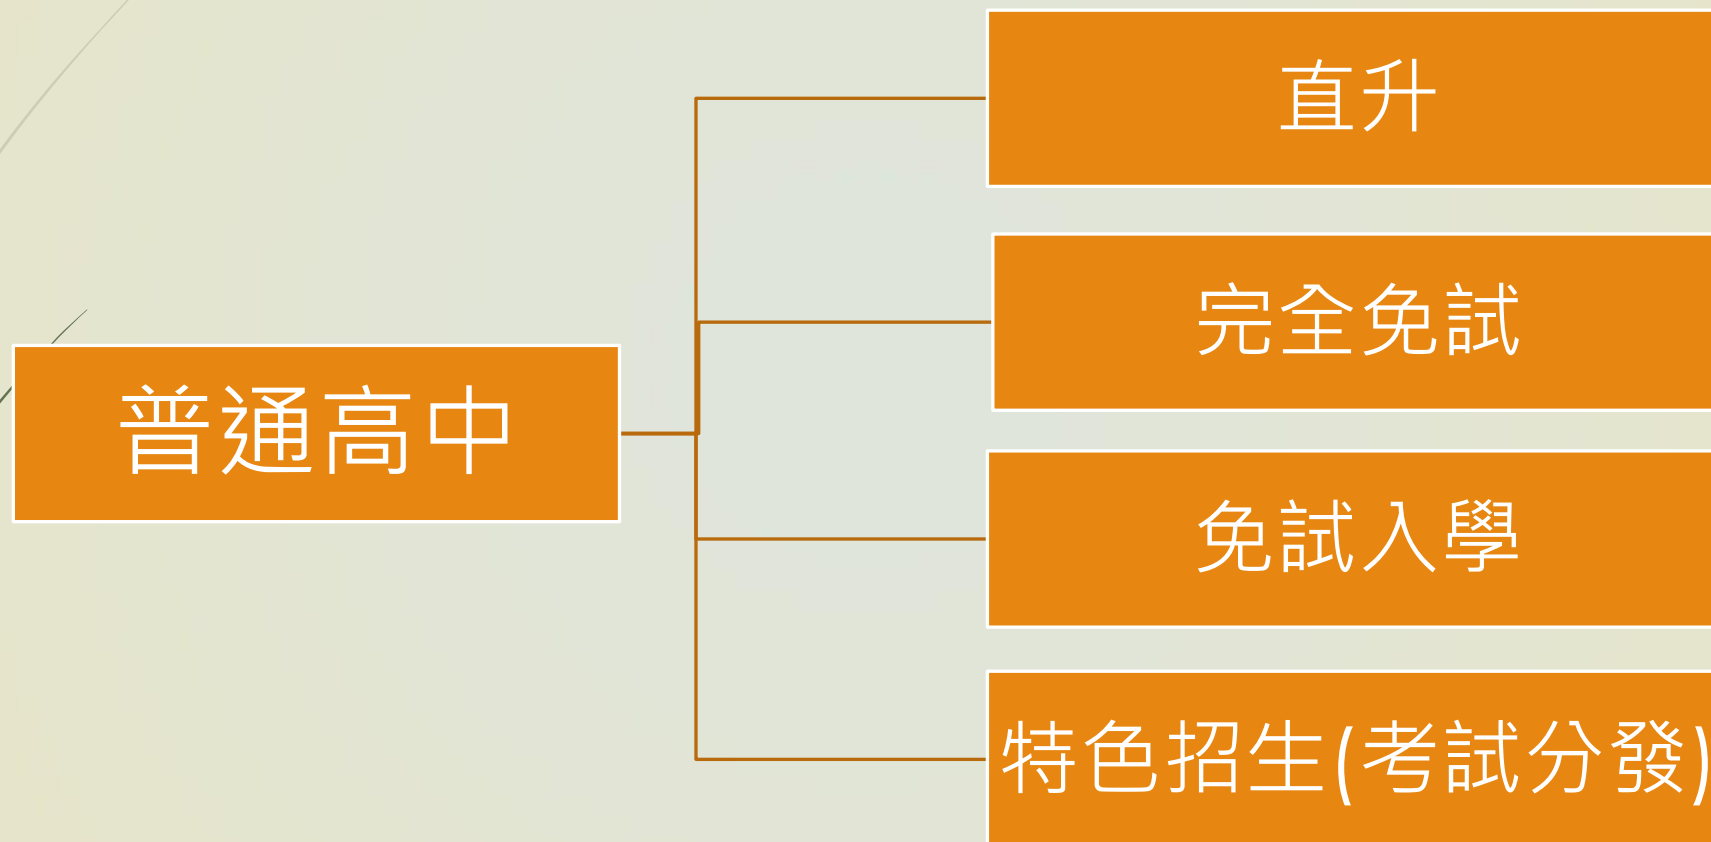 直升
完全免試
普通高中
免試入學
特色招生(考試分發)